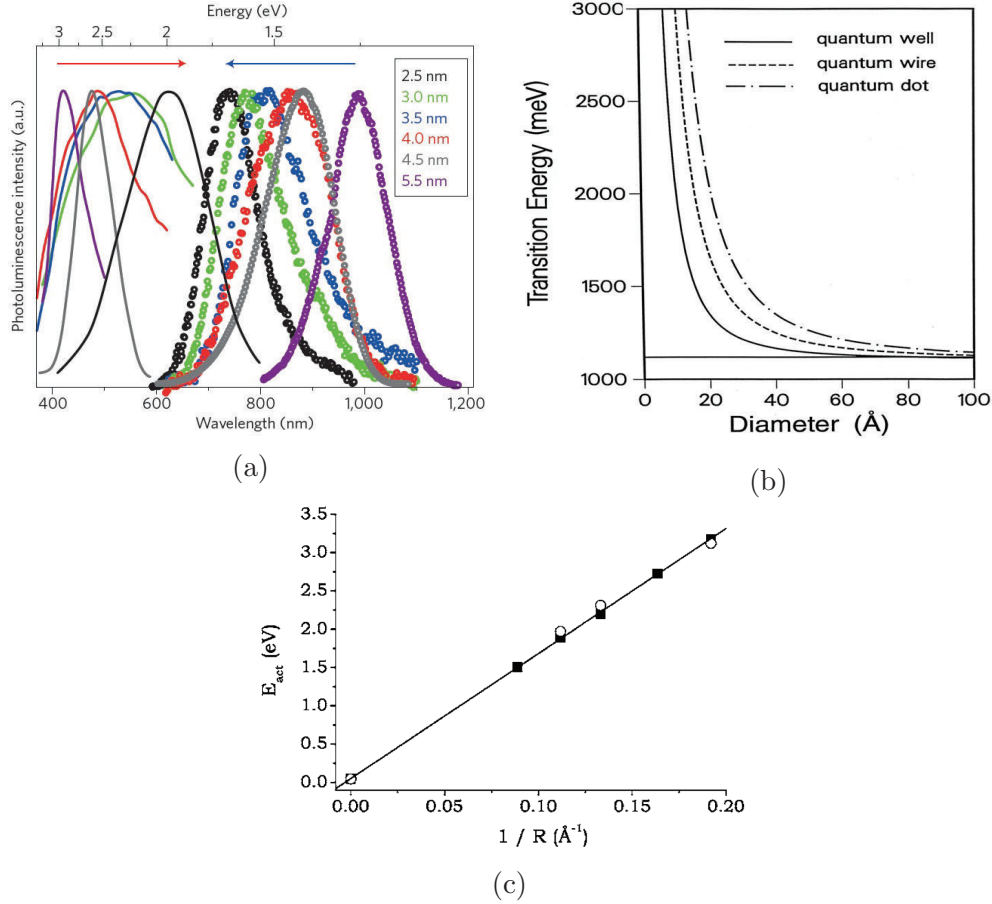 Energy (eV)
3 2.5 2 1.5
Photoluminescence intensity (a.u.)
2.5 nm
3.0 nm
3.5 nm
4.0 nm
4.5 nm
5.5 nm
400 600 800 1,000 1,200
Wavelength (nm)
(a)
3000
2500
2000
1500
1000
Transition Energy (meV)
quantum well
quantum wire
quantum dot
0 20 40 60 80 100
Diameter (Å)
(b)
3.5
3.0
2.5
2.0
1.5
1.0
0.5
0.0
E_act (eV)
0.00 0.05 0.10 0.15 0.20
1 / R (Å⁻¹)
(c)